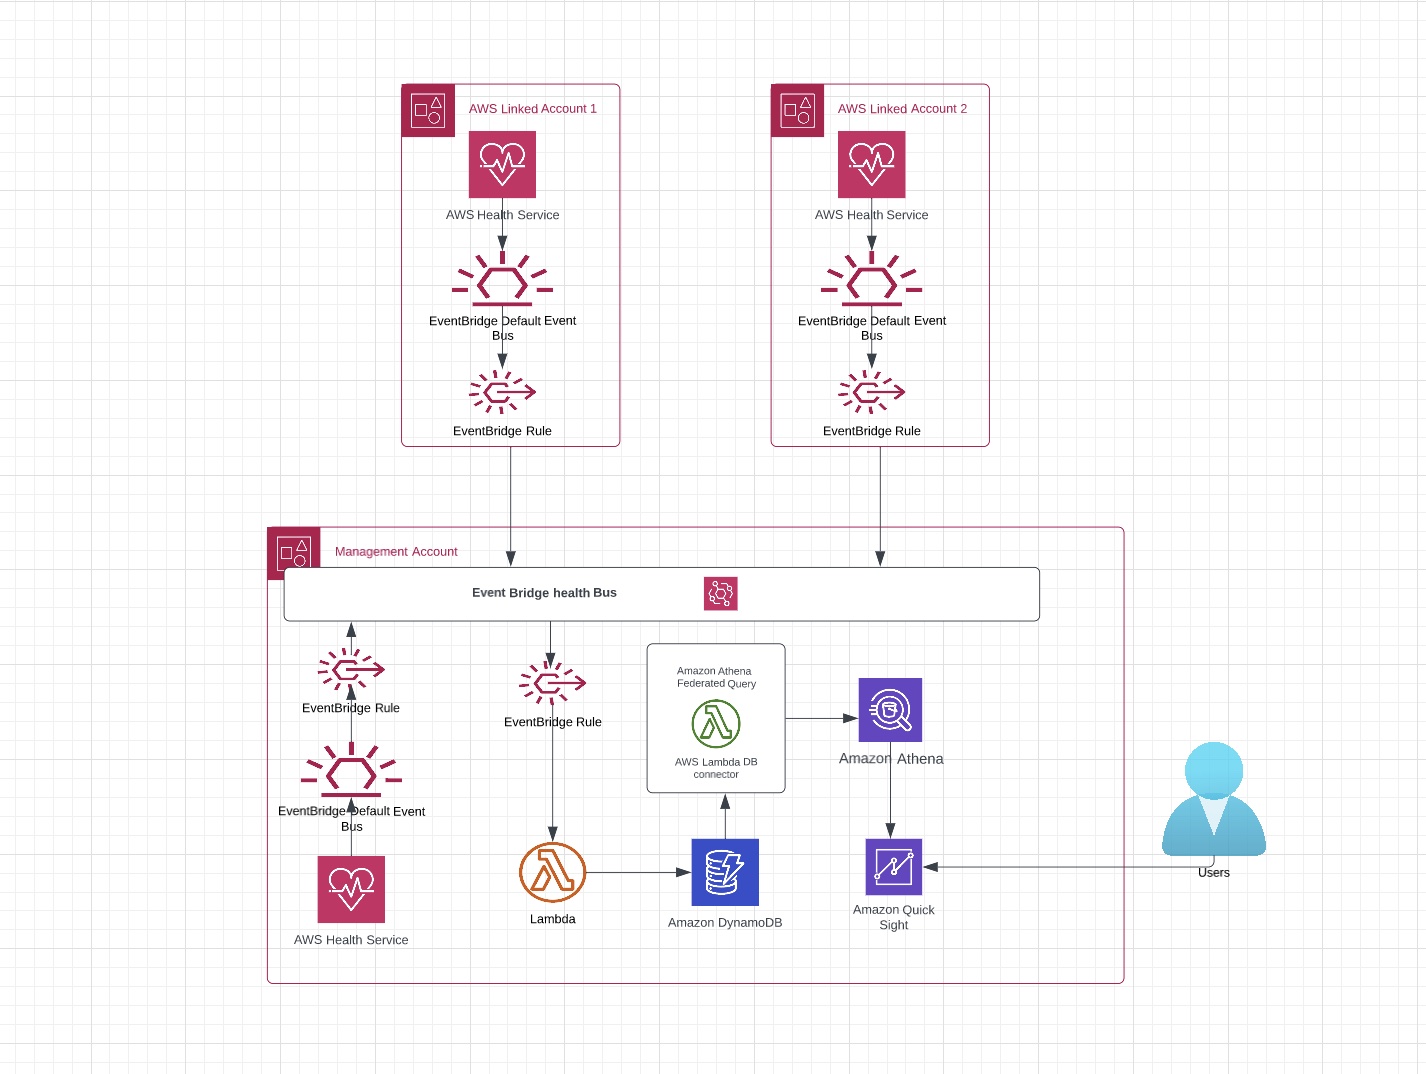 AWS Linked Account 1
AWS Health Service
EventBridge Default Event
Bus
EventBridge Rule
AWS Linked Account 2
AWS Health Service
EventBridge Default Event
Bus
EventBridge Rule
Management Account
Event Bridge health Bus
EventBridge Rule
EventBridge Default Event
Bus
AWS Health Service
EventBridge Rule
Lambda
Amazon Athena
Federated Query
AWS Lambda DB
connector
Amazon DynamoDB
Amazon Athena
Amazon Quick
Sight
Users